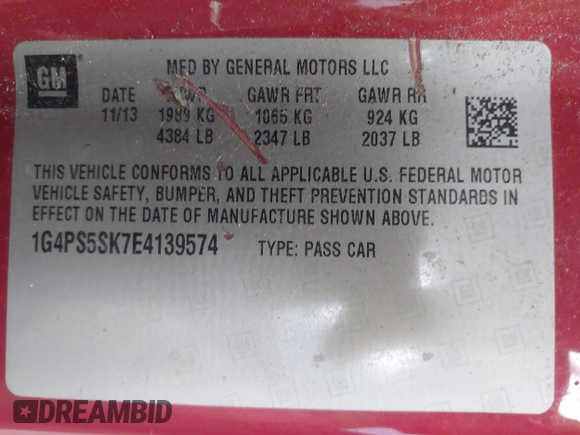 GM
MFD BY GENERAL MOTORS LLC
DATE GVWR GAWR FRT GAWR RR
11/13 1989 KG 1065 KG 924 KG
4384 LB 2347 LB 2037 LB
THIS VEHICLE CONFORMS TO ALL APPLICABLE U.S. FEDERAL MOTOR
VEHICLE SAFETY, BUMPER, AND THEFT PREVENTION STANDARDS IN
EFFECT ON THE DATE OF MANUFACTURE SHOWN ABOVE.
1G4PS5SK7E4139574 TYPE: PASS CAR
DREAMBID